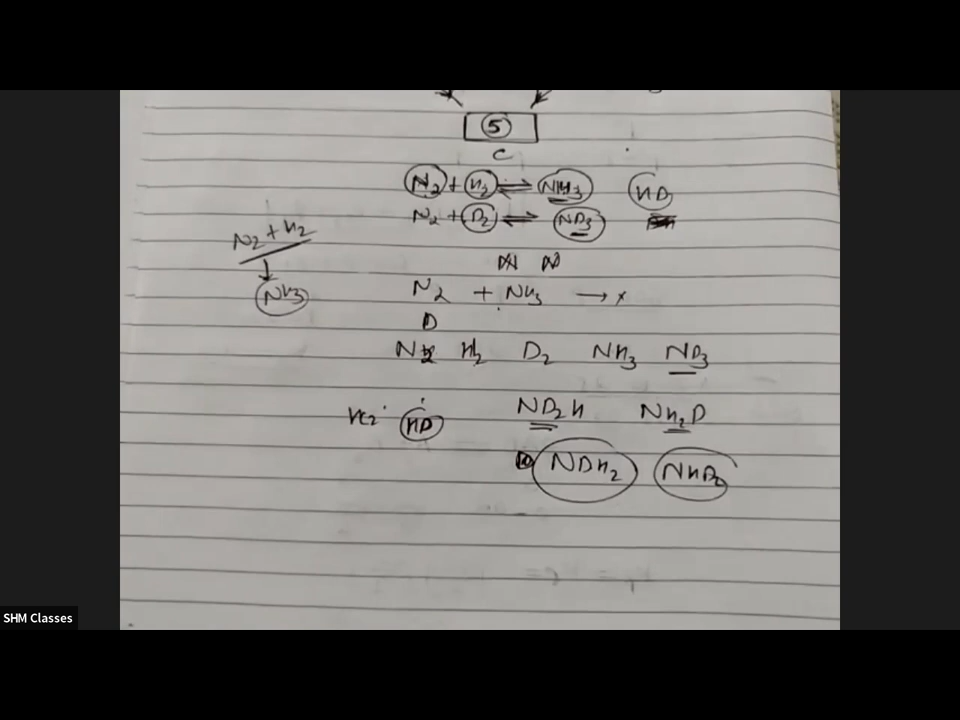 5
C
N2 + H2 ⇌ NH3 HD
N2 + D2 ⇌ ND3
N2 + H2
NH3
N2 + NH3 → x
D
N2 H2 D2 NH3 ND3
HD ND2H NH2D
NDH2 NHD2
SHM Classes